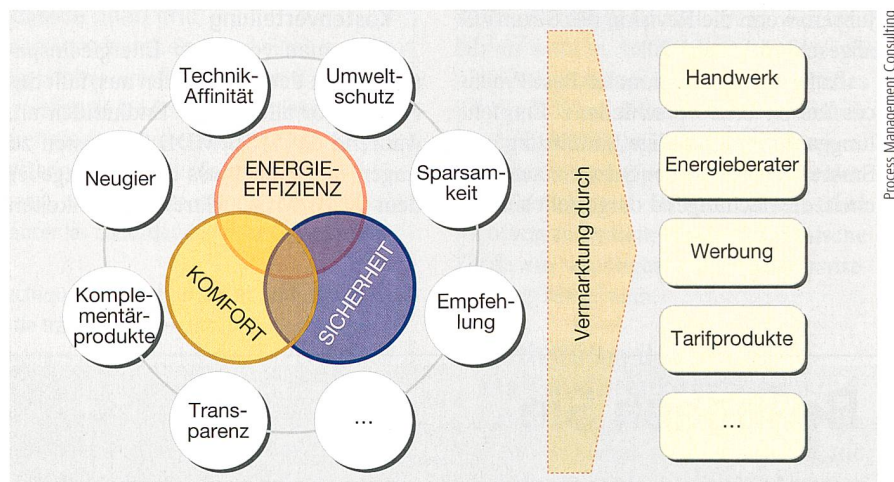 Technik-
Affinität
Umwelt-
schutz
Neugier
ENERGIE-
EFFIZIENZ
Sparsam-
keit
KOMFORT
SICHERHEIT
Komple-
mentär-
produkte
Empfeh-
lung
Trans-
parenz
...
Vermarktung durch
Handwerk
Energieberater
Werbung
Tarifprodukte
...
Process Management Consulting